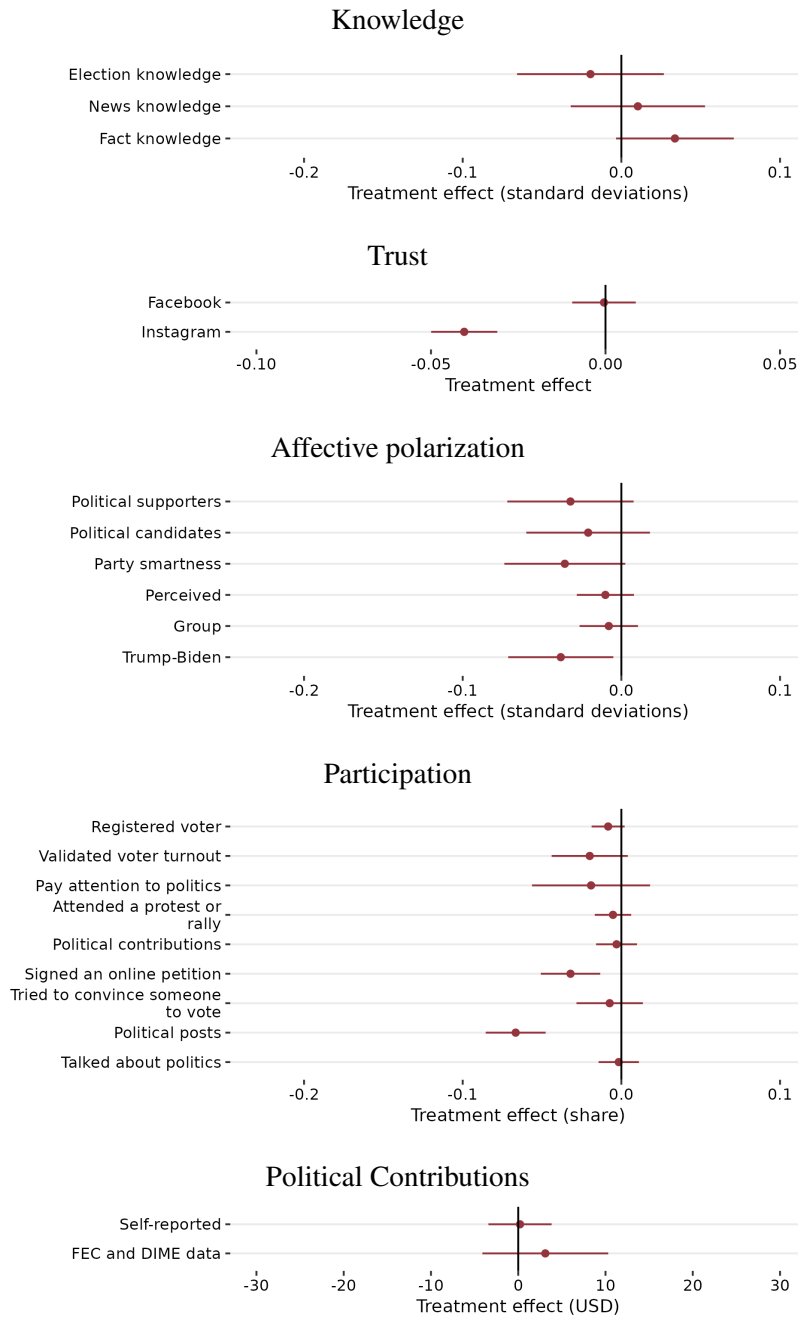 Knowledge
Election knowledge
News knowledge
Fact knowledge
-0.2 -0.1 0.0 0.1
Treatment effect (standard deviations)
Trust
Facebook
Instagram
-0.10 -0.05 0.00 0.05
Treatment effect
Affective polarization
Political supporters
Political candidates
Party smartness
Perceived
Group
Trump-Biden
-0.2 -0.1 0.0 0.1
Treatment effect (standard deviations)
Participation
Registered voter
Validated voter turnout
Pay attention to politics
Attended a protest or
rally
Political contributions
Signed an online petition
Tried to convince someone
to vote
Political posts
Talked about politics
-0.2 -0.1 0.0 0.1
Treatment effect (share)
Political Contributions
Self-reported
FEC and DIME data
-30 -20 -10 0 10 20 30
Treatment effect (USD)